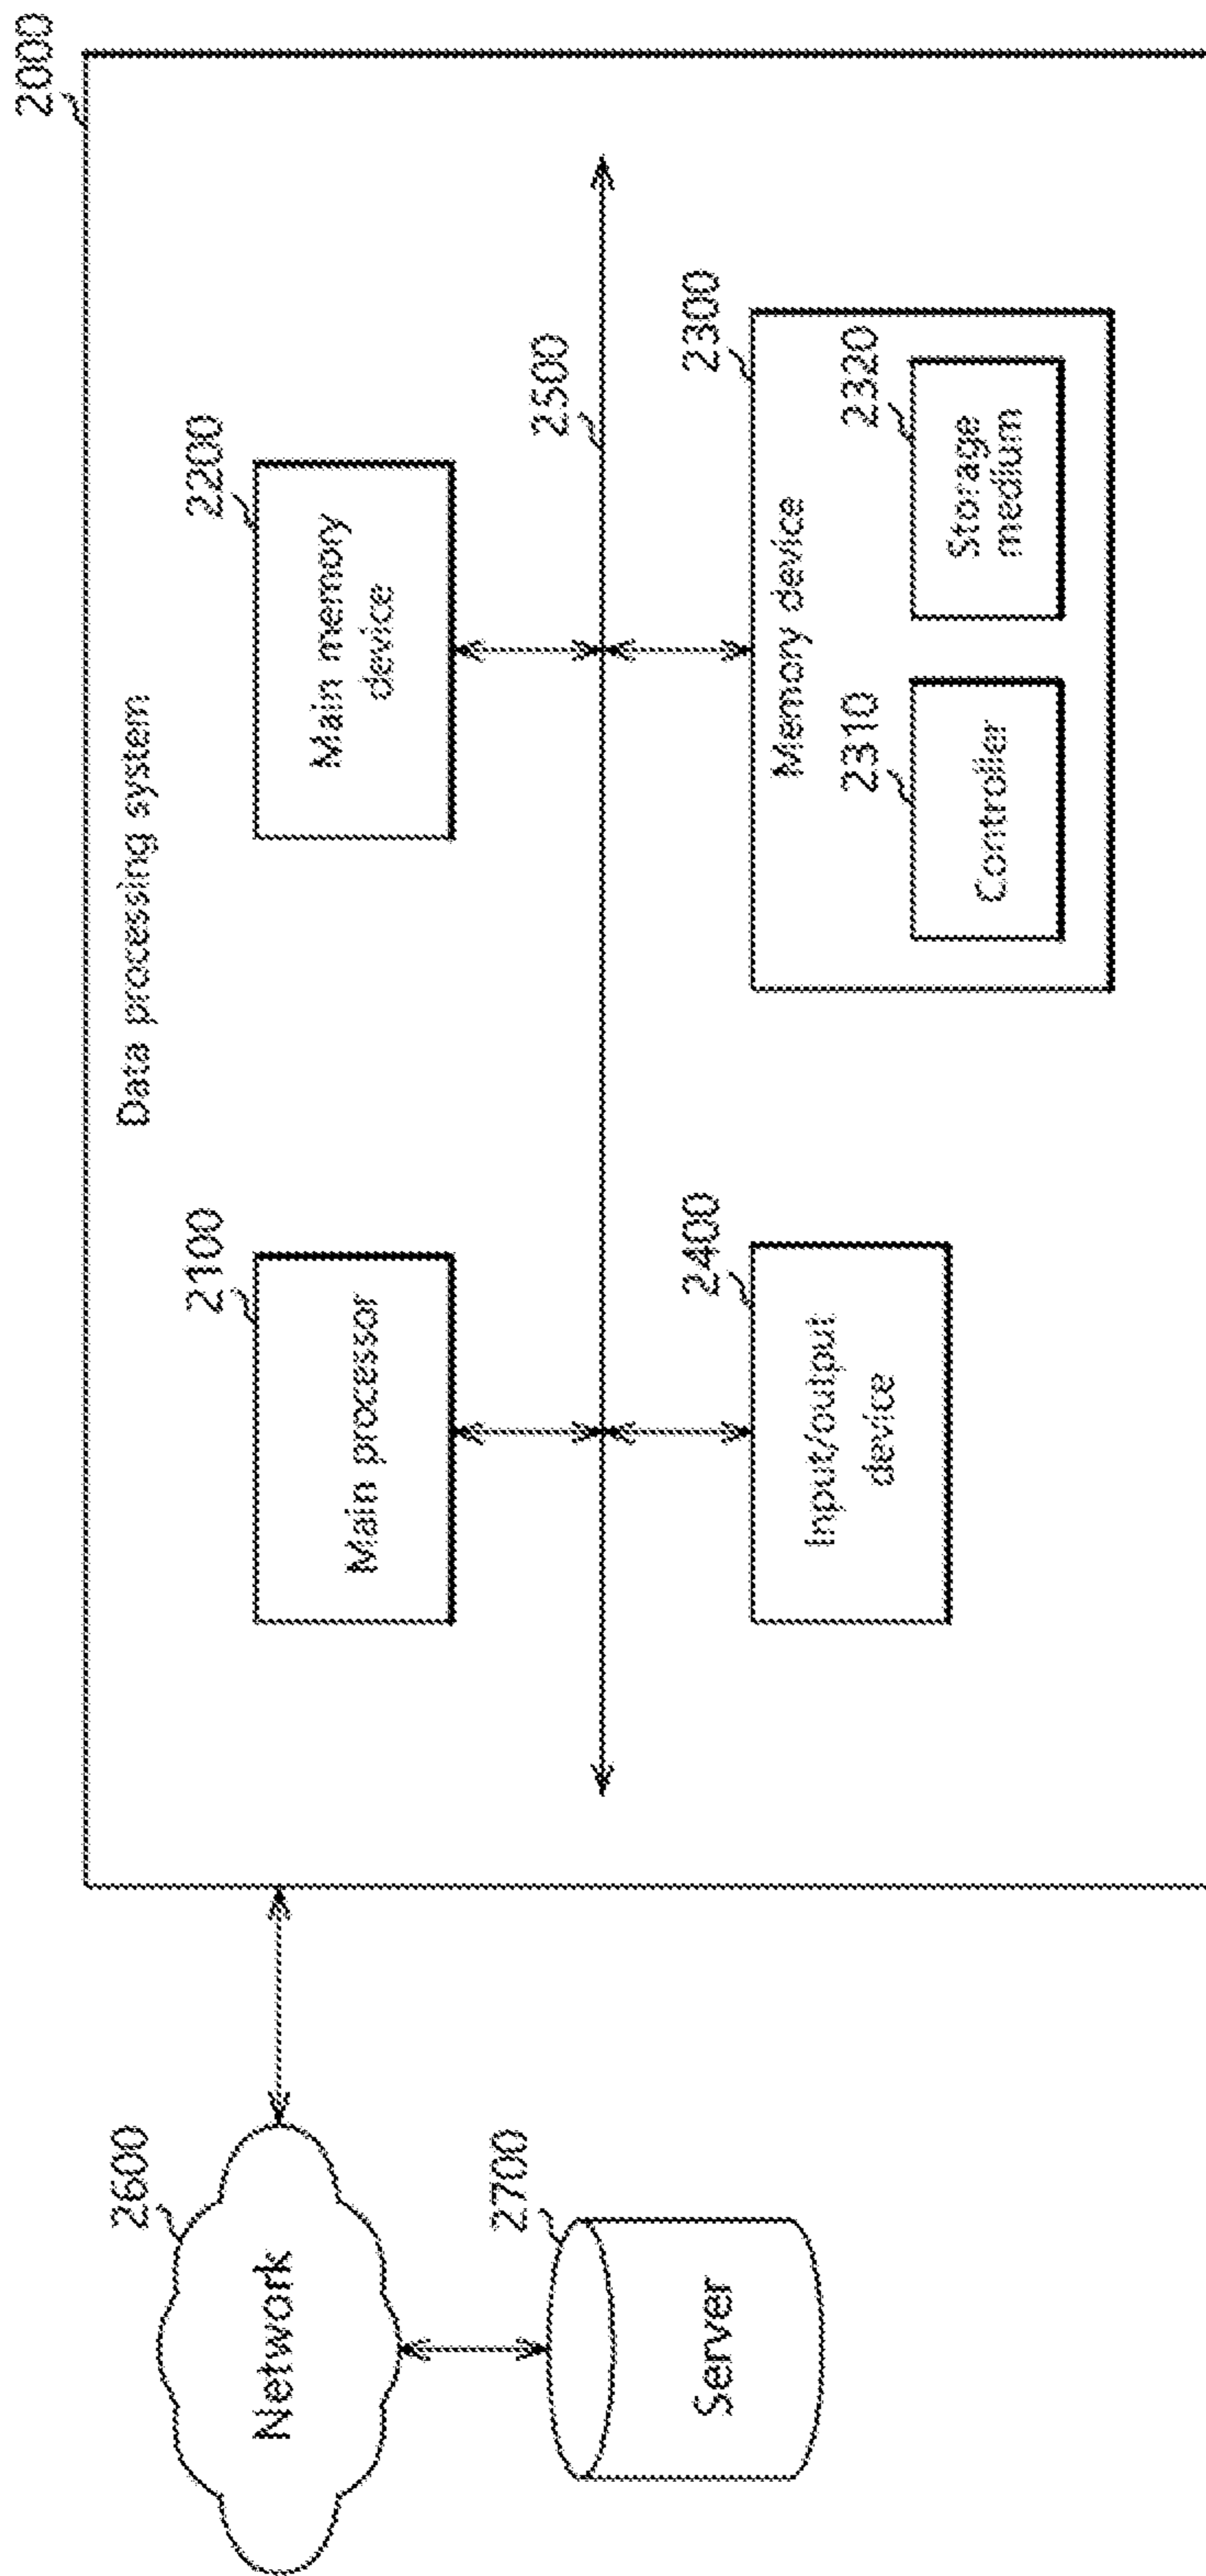 2000
Data processing system
2600
Network
2700
Server
2100
Main processor
2200
Main memory
device
2500
2400
Input/output
device
2300
Memory device
2310
Controller
2320
Storage
medium